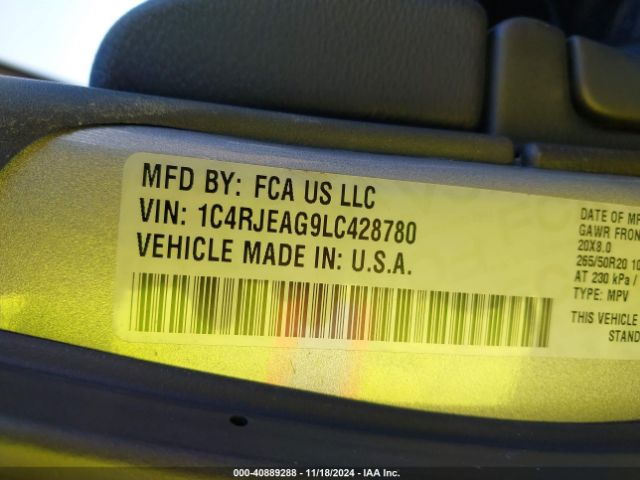 MFD BY: FCA US LLC
VIN: 1C4RJEAG9LC428780
VEHICLE MADE IN: U.S.A.
DATE OF MF
GAWR FRON
20X8.0
265/50R20 10
AT 230 kPa /
TYPE: MPV
THIS VEHICLE
STAND
000-40889288 - 11/18/2024 - IAA Inc.